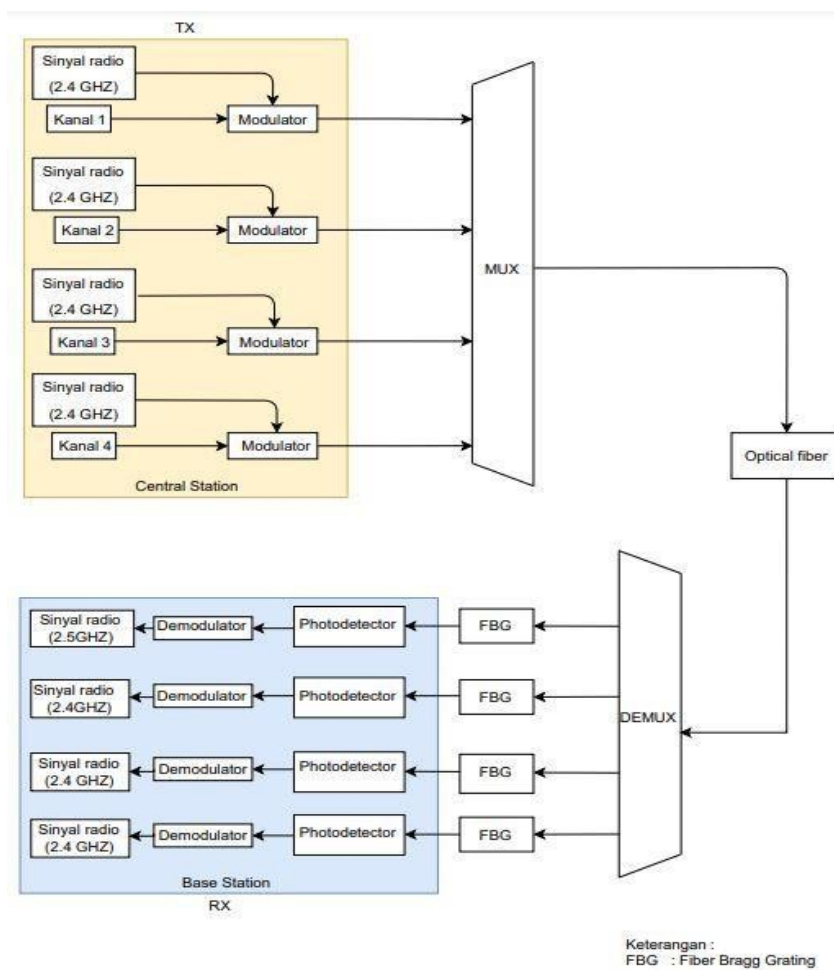 TX
Sinyal radio
(2.4 GHZ)
Kanal 1
Modulator
Sinyal radio
(2.4 GHZ)
Kanal 2
Modulator
Sinyal radio
(2.4 GHZ)
Kanal 3
Modulator
Sinyal radio
(2.4 GHZ)
Kanal 4
Modulator
Central Station
MUX
Optical fiber
DEMUX
FBG
Photodetector
Demodulator
Sinyal radio
(2.5GHZ)
FBG
Photodetector
Demodulator
Sinyal radio
(2.4GHZ)
FBG
Photodetector
Demodulator
Sinyal radio
(2.4 GHZ)
FBG
Photodetector
Demodulator
Sinyal radio
(2.4 GHZ)
Base Station
RX
Keterangan :
FBG : Fiber Bragg Grating